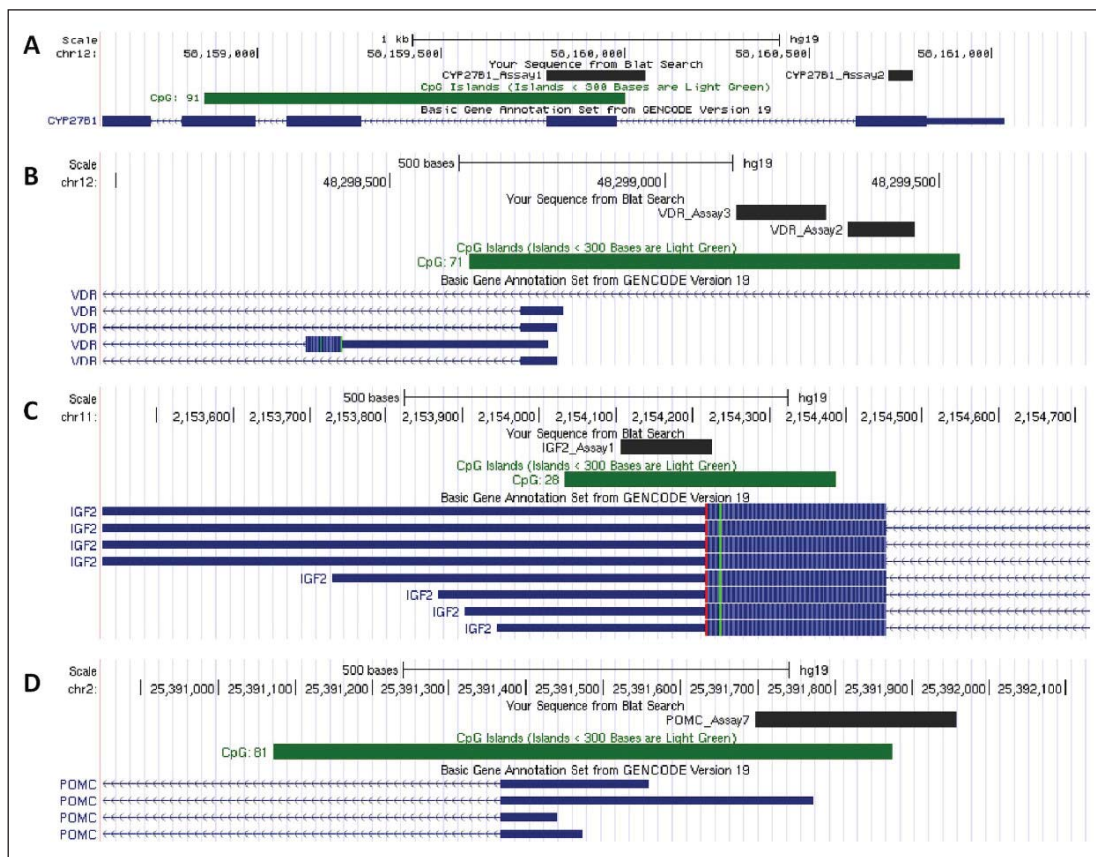 A
Scale 1 kb hg19
chr12: 58,159,000 58,159,500 58,160,000 58,160,500 58,161,000
Your Sequence from Blat Search
CYP27B1_Assay1 CYP27B1_Assay2
CpG Islands (Islands < 300 Bases are Light Green)
CpG: 91
Basic Gene Annotation Set from GENCODE Version 19
CYP27B1
B
Scale 500 bases hg19
chr12: 48,298,500 48,299,000 48,299,500
Your Sequence from Blat Search
VDR_Assay3
VDR_Assay2
CpG Islands (Islands < 300 Bases are Light Green)
CpG: 71
Basic Gene Annotation Set from GENCODE Version 19
VDR
VDR
VDR
VDR
VDR
C
Scale 500 bases hg19
chr11: 2,153,600 2,153,700 2,153,800 2,153,900 2,154,000 2,154,100 2,154,200 2,154,300 2,154,400 2,154,500 2,154,600 2,154,700
Your Sequence from Blat Search
IGF2_Assay1
CpG Islands (Islands < 300 Bases are Light Green)
CpG: 28
Basic Gene Annotation Set from GENCODE Version 19
IGF2
IGF2
IGF2
IGF2
IGF2
IGF2
IGF2
IGF2
D
Scale 500 bases hg19
chr2: 25,391,000 25,391,100 25,391,200 25,391,300 25,391,400 25,391,500 25,391,600 25,391,700 25,391,800 25,391,900 25,392,000 25,392,100
Your Sequence from Blat Search
POMC_Assay7
CpG Islands (Islands < 300 Bases are Light Green)
CpG: 81
Basic Gene Annotation Set from GENCODE Version 19
POMC
POMC
POMC
POMC